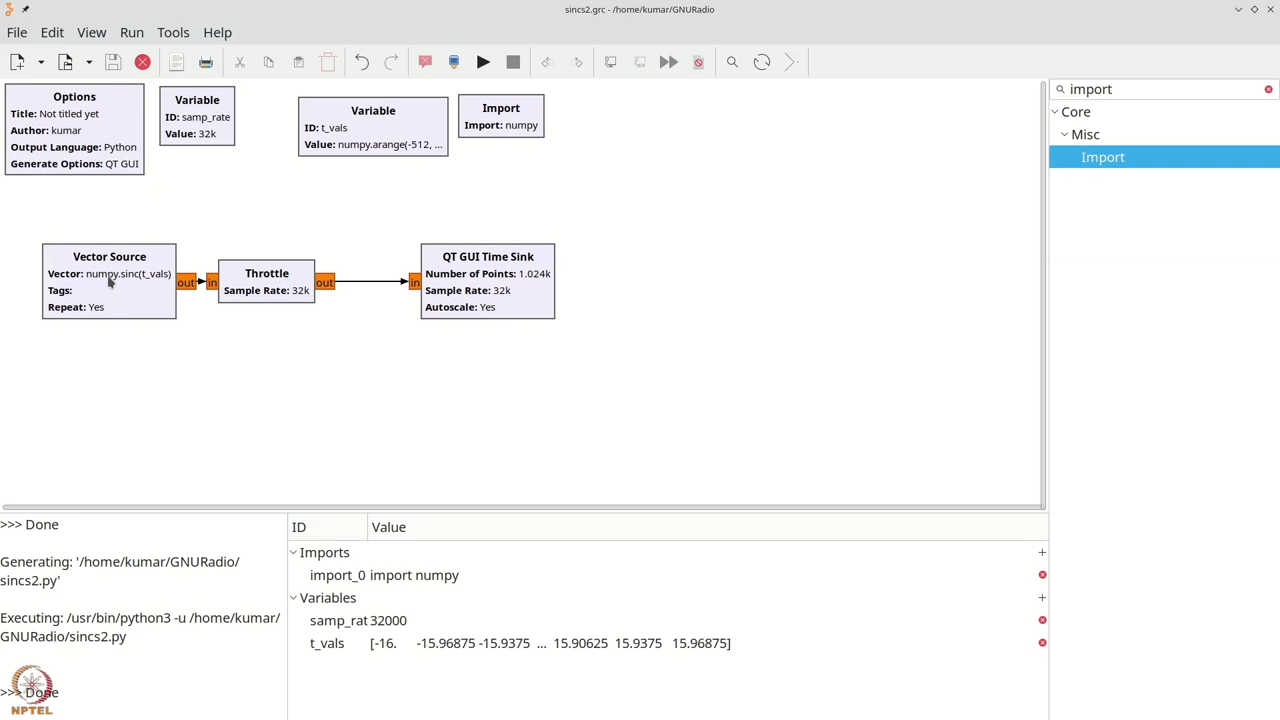 sincs2.grc - /home/kumar/GNURadio
File Edit View Run Tools Help
Options
Title: Not titled yet
Author: kumar
Output Language: Python
Generate Options: QT GUI
Variable
ID: samp_rate
Value: 32k
Variable
ID: t_vals
Value: numpy.arange(-512, ...
Import
Import: numpy
import
Core
Misc
Import
Vector Source
Vector: numpy.sinc(t_vals)
Tags:
Repeat: Yes
out
in
Throttle
Sample Rate: 32k
out
in
QT GUI Time Sink
Number of Points: 1.024k
Sample Rate: 32k
Autoscale: Yes
>>> Done
Generating: '/home/kumar/GNURadio/
sincs2.py'
Executing: /usr/bin/python3 -u /home/kumar/
GNURadio/sincs2.py
>>> Done
NPTEL
ID Value
Imports
import_0 import numpy
Variables
samp_rat 32000
t_vals [-16. -15.96875 -15.9375 ... 15.90625 15.9375 15.96875]